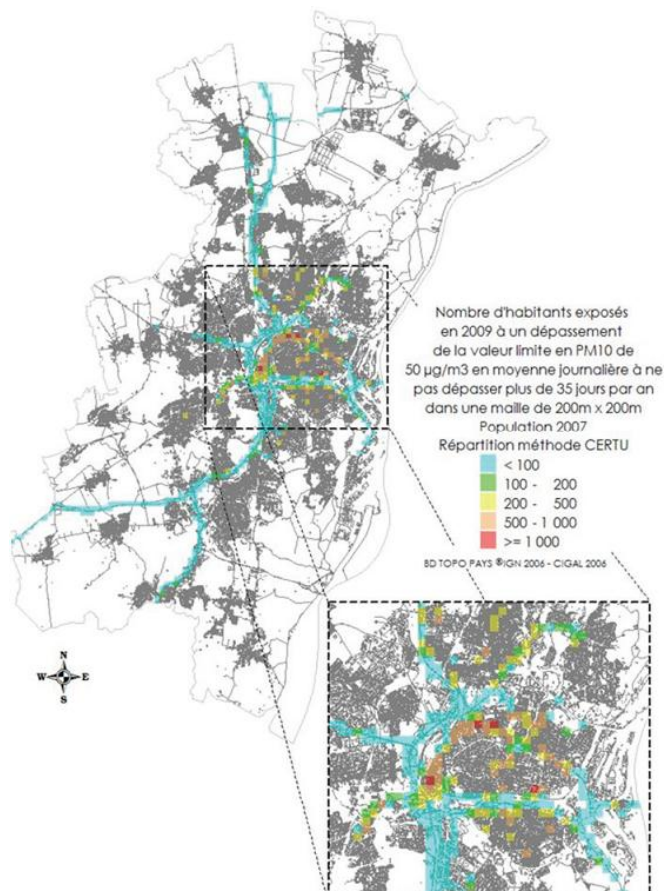 Nombre d'habitants exposés
en 2009 à un dépassement
de la valeur limite en PM10 de
50 µg/m3 en moyenne journalière à ne
pas dépasser plus de 35 jours par an
dans une maille de 200m x 200m
Population 2007
Répartition méthode CERTU
< 100
100 - 200
200 - 500
500 - 1 000
>= 1 000
BD TOPO PAYS ®IGN 2006 - CIGAL 2006
N
W E
S